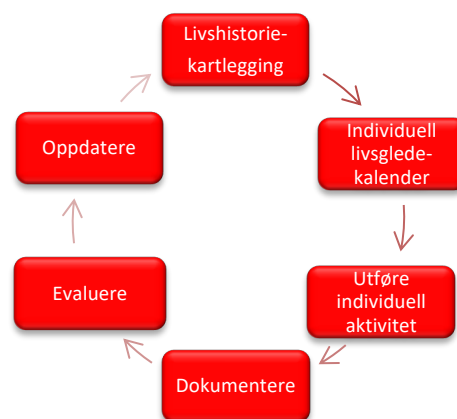 Livshistorie-
kartlegging
Individuell
livsglede-
kalender
Utføre
individuell
aktivitet
Dokumentere
Evaluere
Oppdatere